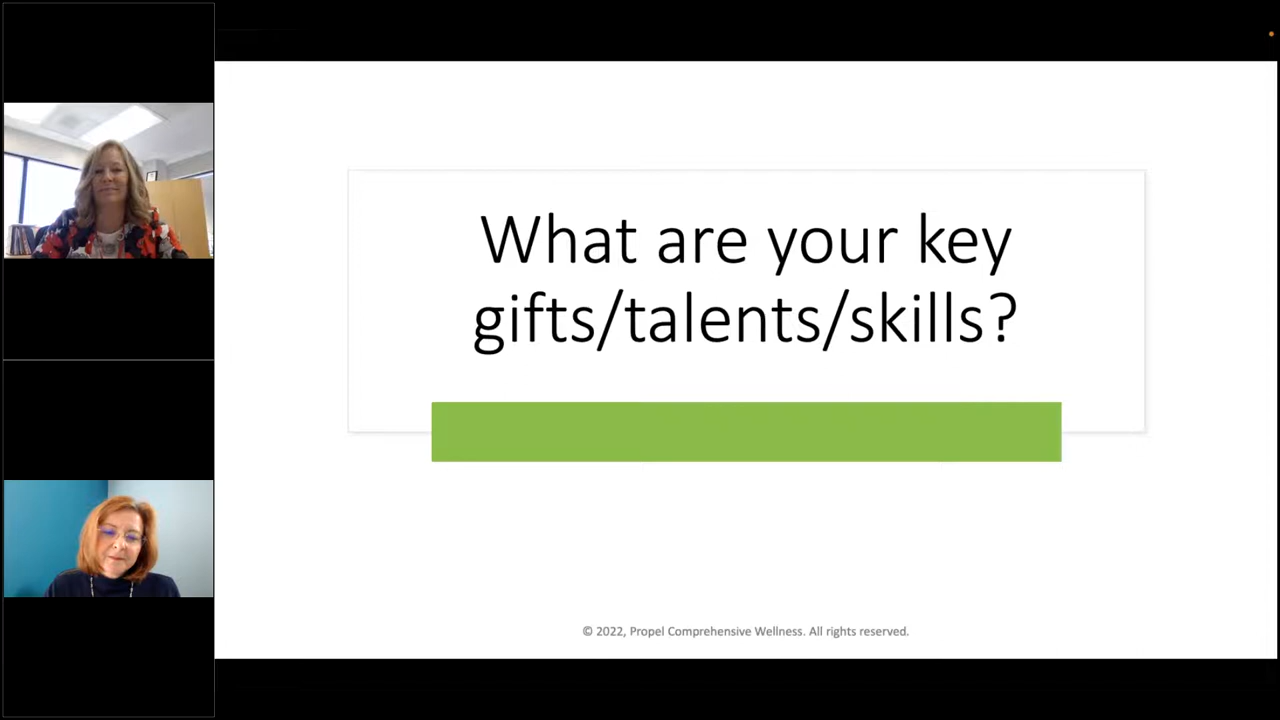 What are your key
gifts/talents/skills?
© 2022, Propel Comprehensive Wellness. All rights reserved.